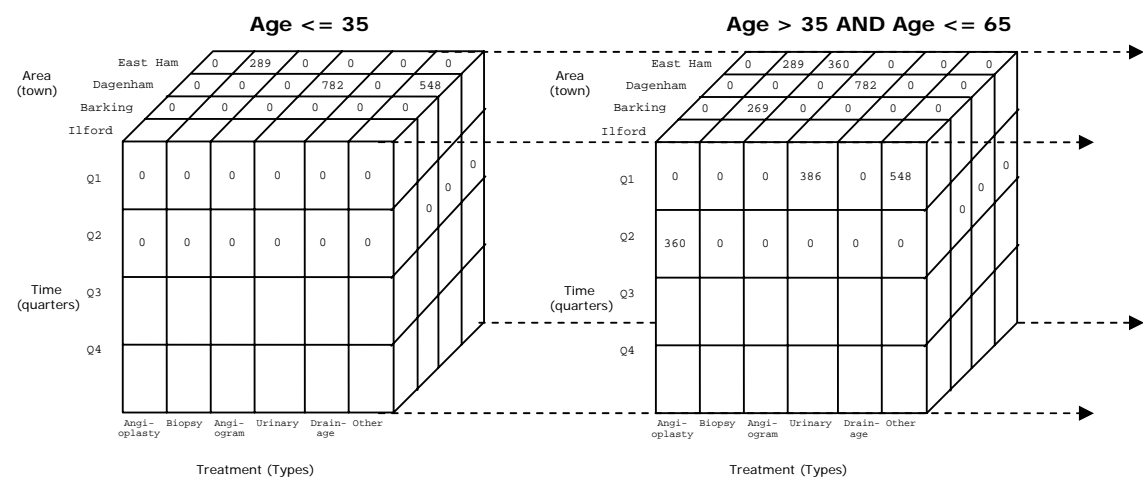 Age <= 35
Age > 35 AND Age <= 65
East Ham 0 289 0 0 0 0
Area
(town)
Dagenham 0 0 0 782 0 548
Barking 0 0 0 0 0 0
Ilford
Q1 0 0 0 0 0 0
0 0 0
Q2 0 0 0 0 0 0
Time
(quarters)
Q3
Q4
Angi-
oplasty
Biopsy
Angi-
ogram
Urinary
Drain-
age
Other
Treatment (Types)
East Ham 0 289 360 0 0 0
Area
(town)
Dagenham 0 0 0 782 0 0
Barking 0 269 0 0 0 0
Ilford
Q1 0 0 0 386 0 548
0 0 0
Q2 360 0 0 0 0 0
Time
(quarters)
Q3
Q4
Angi-
oplasty
Biopsy
Angi-
ogram
Urinary
Drain-
age
Other
Treatment (Types)